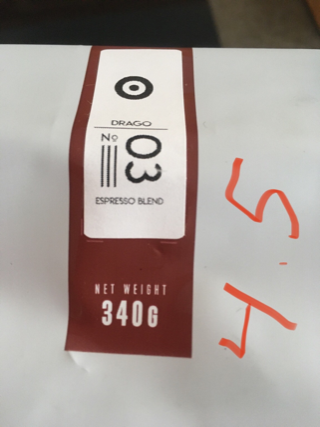 DRAGO
Nº 03
ESPRESSO BLEND
NET WEIGHT
340G
4.5